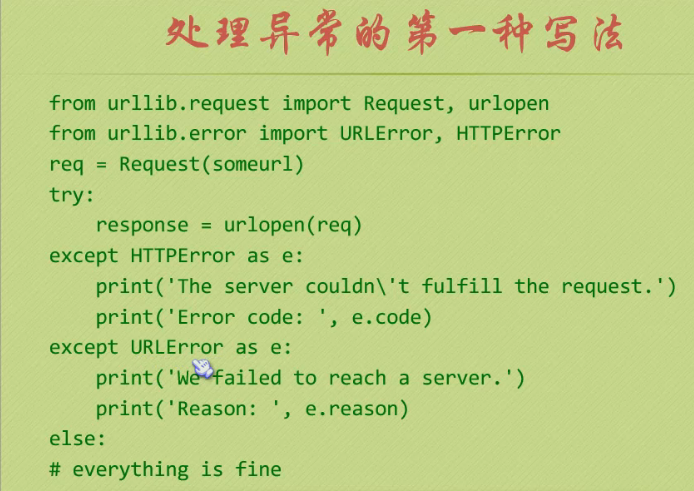 处理异常的第一种写法
from urllib.request import Request, urlopen
from urllib.error import URLError, HTTPError
req = Request(someurl)
try:
    response = urlopen(req)
except HTTPError as e:
    print('The server couldn\'t fulfill the request.')
    print('Error code: ', e.code)
except URLError as e:
    print('We failed to reach a server.')
    print('Reason: ', e.reason)
else:
# everything is fine